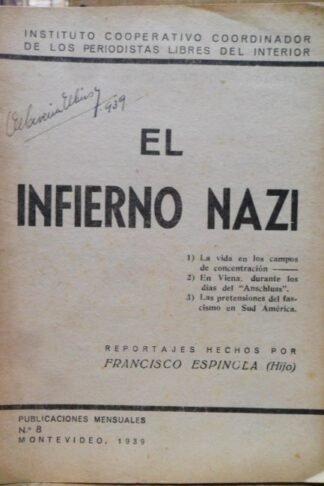 INSTITUTO COOPERATIVO COORDINADOR
DE LOS PERIODISTAS LIBRES DEL INTERIOR
939
EL
INFIERNO NAZI
1) La vida en los campos
de concentración
2) En Viena, durante los
días del "Anschluss".
3) Las pretensiones del fas-
cismo en Sud América.
REPORTAJES HECHOS POR
FRANCISCO ESPINOLA (Hijo)
PUBLICACIONES MENSUALES
N.º 8
MONTEVIDEO, 1939